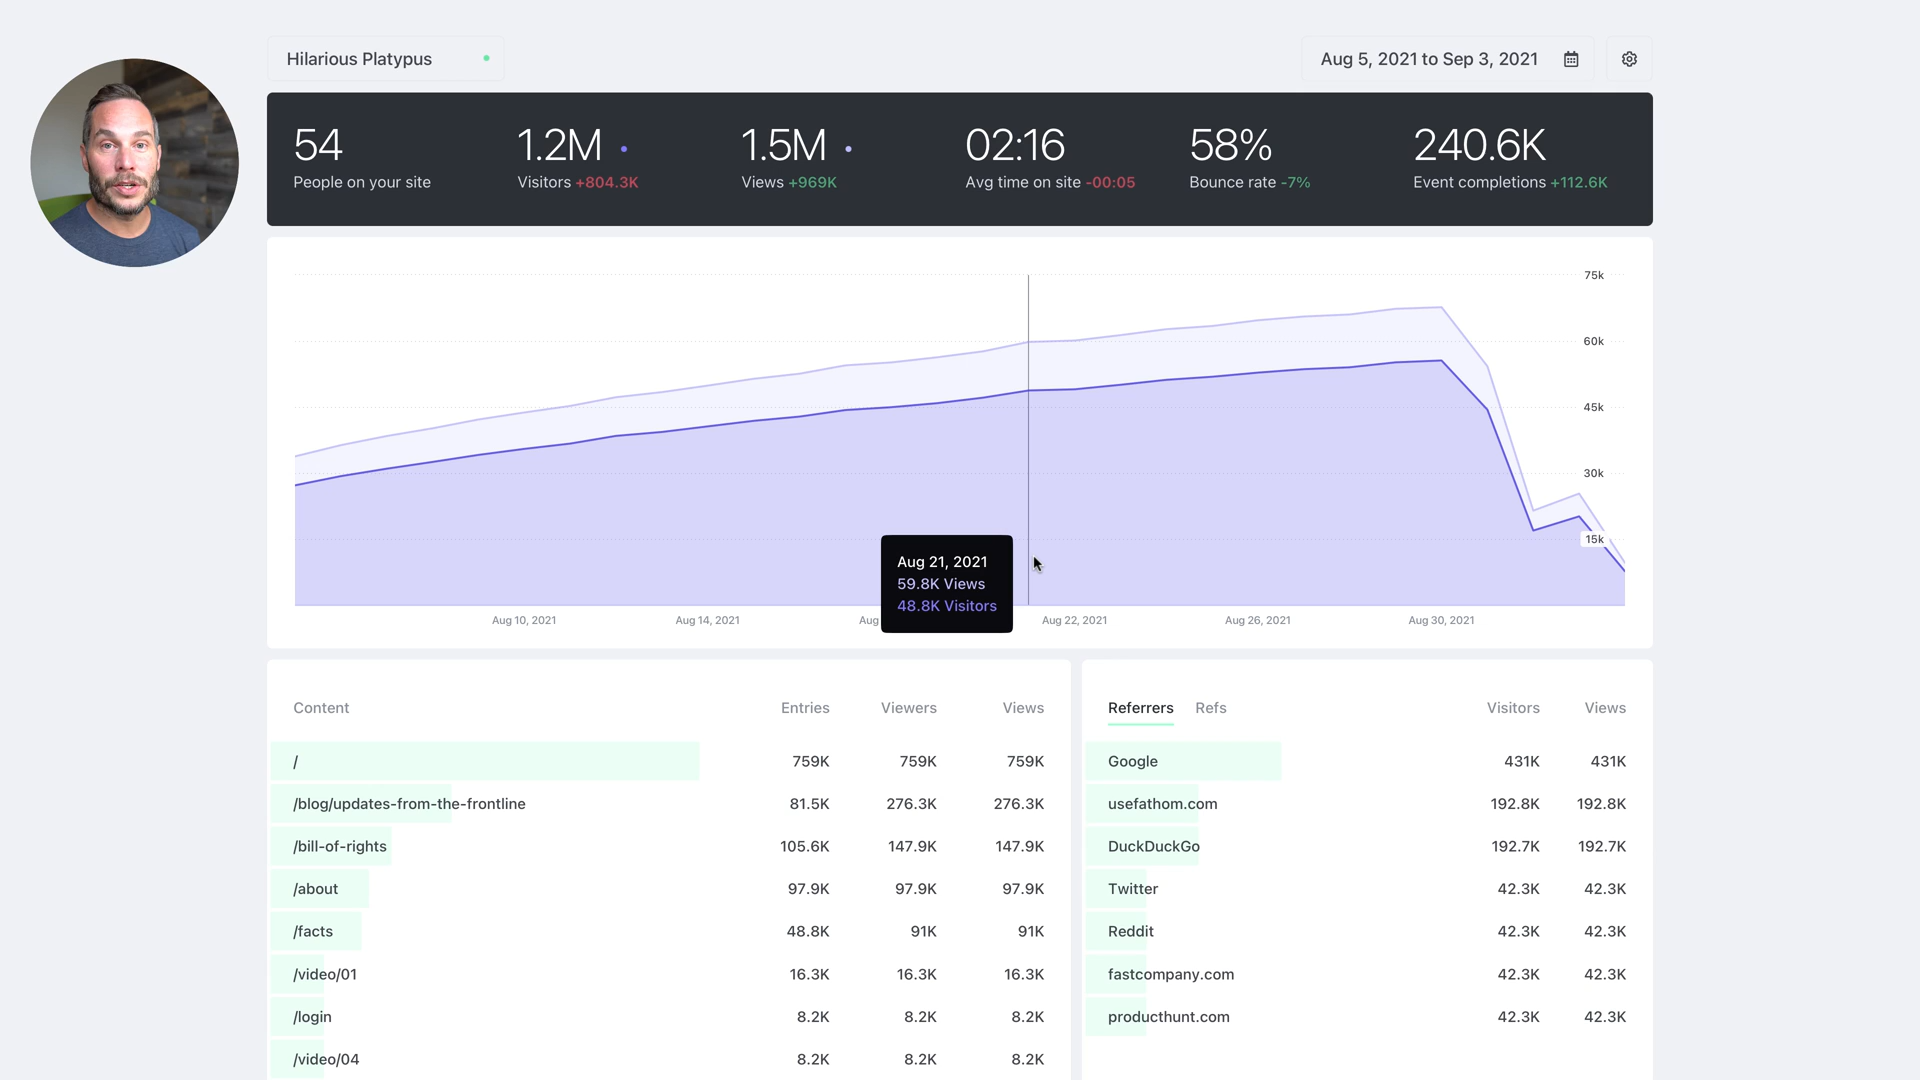 Hilarious Platypus
Aug 5, 2021 to Sep 3, 2021
54
People on your site
1.2M
Visitors +804.3K
1.5M
Views +969K
02:16
Avg time on site -00:05
58%
Bounce rate -7%
240.6K
Event completions +112.6K
75k
60k
45k
30k
15k
Aug 21, 2021
59.8K Views
48.8K Visitors
Aug 10, 2021 Aug 14, 2021 Aug Aug 22, 2021 Aug 26, 2021 Aug 30, 2021
Content Entries Viewers Views
/ 759K 759K 759K
/blog/updates-from-the-frontline 81.5K 276.3K 276.3K
/bill-of-rights 105.6K 147.9K 147.9K
/about 97.9K 97.9K 97.9K
/facts 48.8K 91K 91K
/video/01 16.3K 16.3K 16.3K
/login 8.2K 8.2K 8.2K
/video/04 8.2K 8.2K 8.2K
Referrers Refs Visitors Views
Google 431K 431K
usefathom.com 192.8K 192.8K
DuckDuckGo 192.7K 192.7K
Twitter 42.3K 42.3K
Reddit 42.3K 42.3K
fastcompany.com 42.3K 42.3K
producthunt.com 42.3K 42.3K